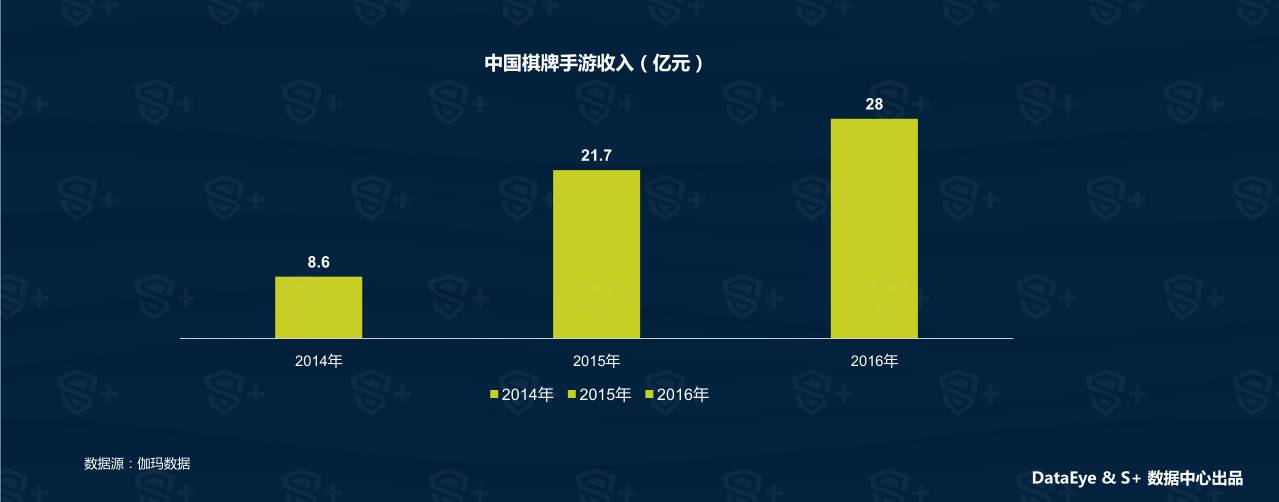 中国棋牌手游收入（亿元）
28
21.7
8.6
2014年 2015年 2016年
2014年 2015年 2016年
数据源：伽玛数据
DataEye & S+ 数据中心出品